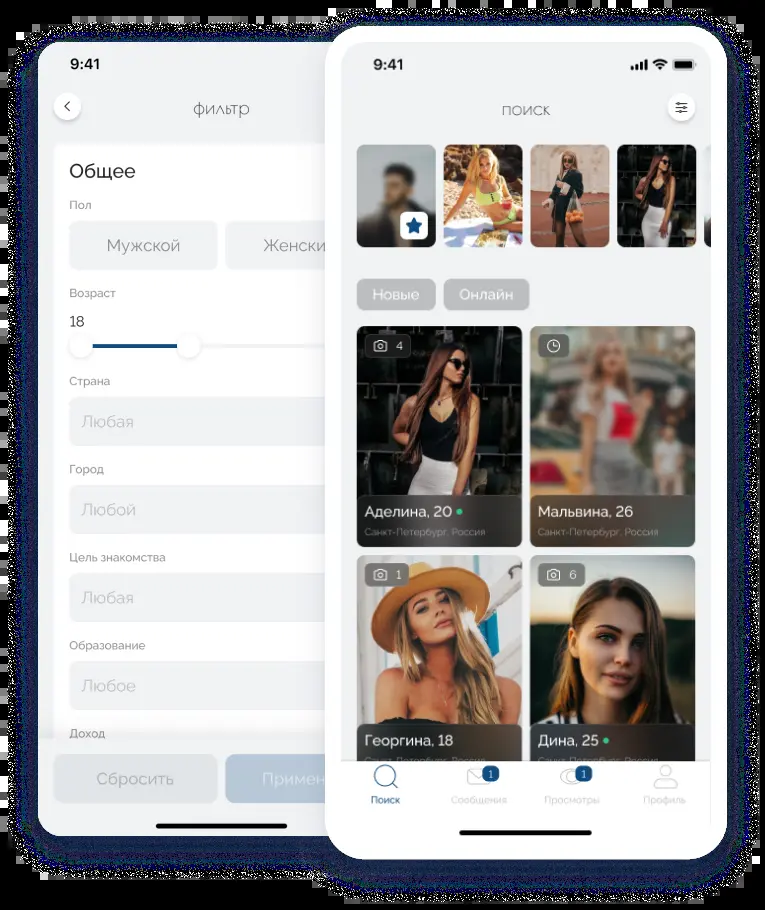 9:41
фильтр
Общее
Пол
Мужской
Возраст
18
Страна
Любая
Город
Любой
Цель знакомства
Любая
Образование
Любое
Доход
Сбросить
9:41
поиск
Новые
Онлайн
4
Аделина, 20
Санкт-Петербург, Россия
Мальвина, 26
Санкт-Петербург, Россия
1
6
Георгина, 18
Дина, 25
1
1
Поиск
Сообщения
Просмотры
Профиль